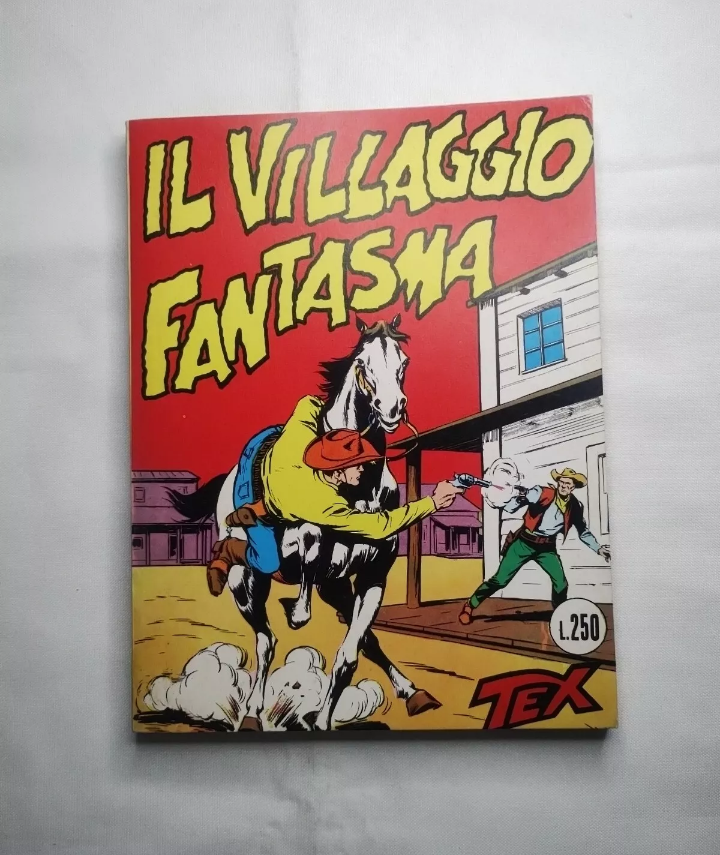 IL VILLAGGIO
FANTASMA
L.250
TEX